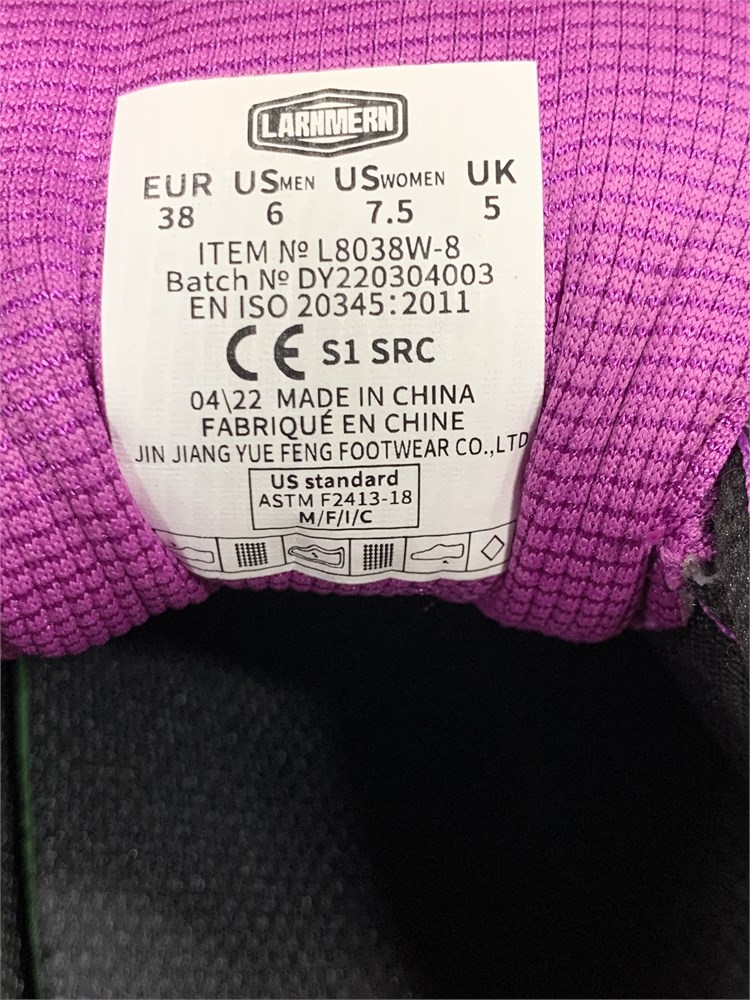 LARNMERN
EUR USMEN USWOMEN UK
38 6 7.5 5
ITEM № L8038W-8
Batch № DY220304003
EN ISO 20345:2011
CE S1 SRC
04\22 MADE IN CHINA
FABRIQUÉ EN CHINE
JIN JIANG YUE FENG FOOTWEAR CO.,LTD
US standard
ASTM F2413-18
M/F/I/C